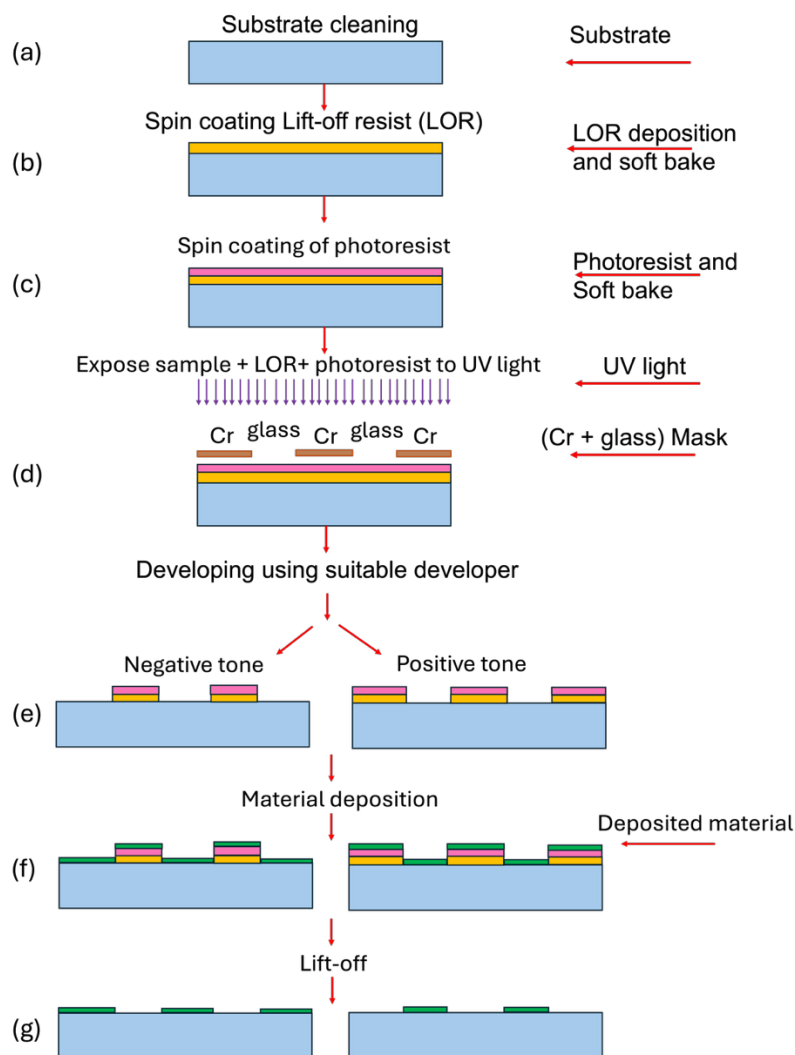 Substrate cleaning
(a)
Substrate
Spin coating Lift-off resist (LOR)
(b)
LOR deposition
and soft bake
Spin coating of photoresist
(c)
Photoresist and
Soft bake
Expose sample + LOR+ photoresist to UV light
UV light
Cr glass Cr glass Cr
(Cr + glass) Mask
(d)
Developing using suitable developer
Negative tone
Positive tone
(e)
Material deposition
Deposited material
(f)
Lift-off
(g)